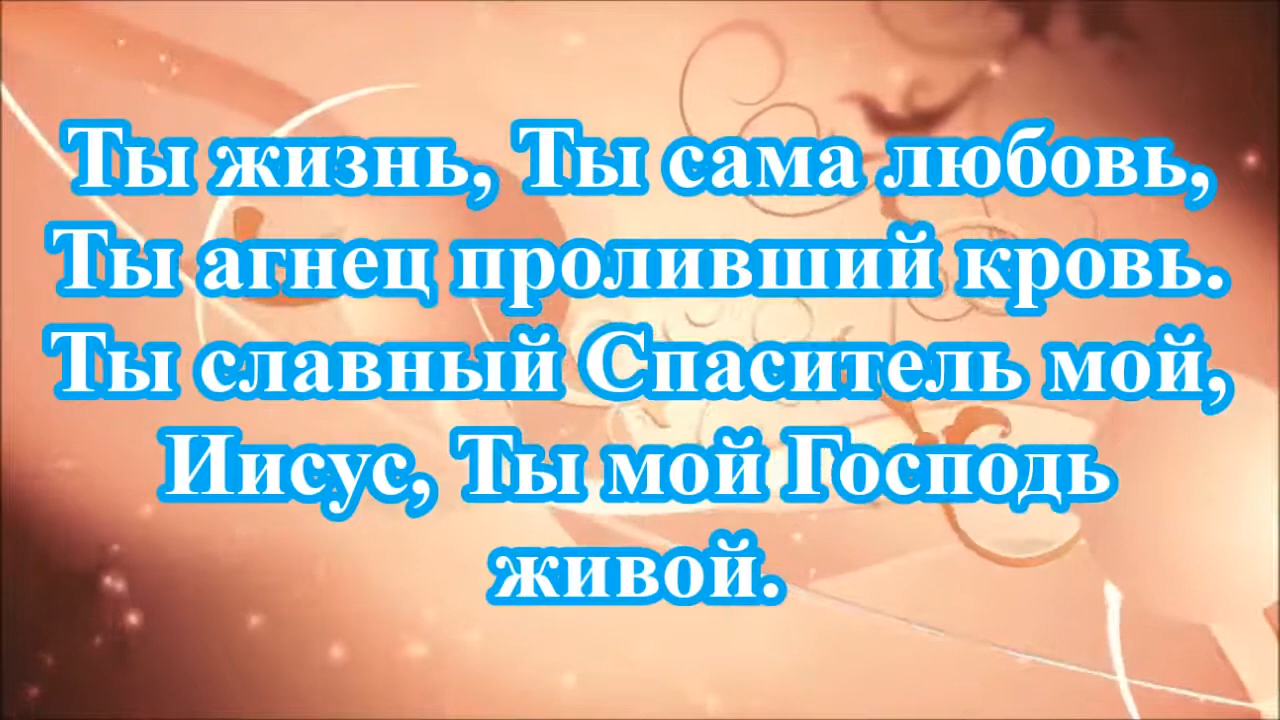 Ты жизнь, Ты сама любовь,
Ты агнец проливший кровь.
Ты славный Спаситель мой,
Иисус, Ты мой Господь
живой.